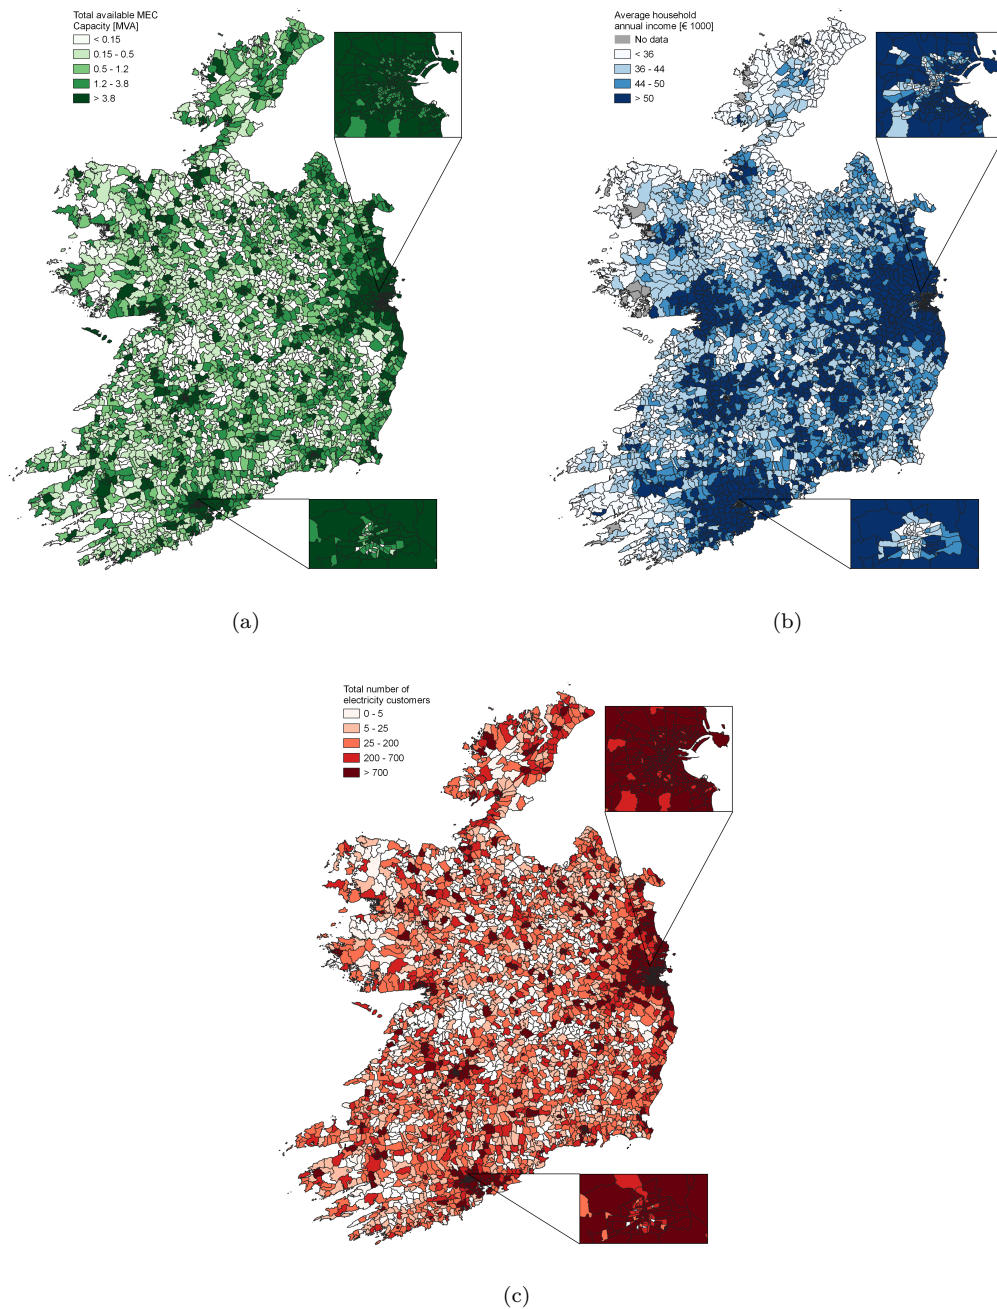 Total available MEC
Capacity [MVA]
< 0.15
0.15 - 0.5
0.5 - 1.2
1.2 - 3.8
> 3.8
(a)
Average household
annual income [€ 1000]
No data
< 36
36 - 44
44 - 50
> 50
(b)
Total number of
electricity customers
0 - 5
5 - 25
25 - 200
200 - 700
> 700
(c)